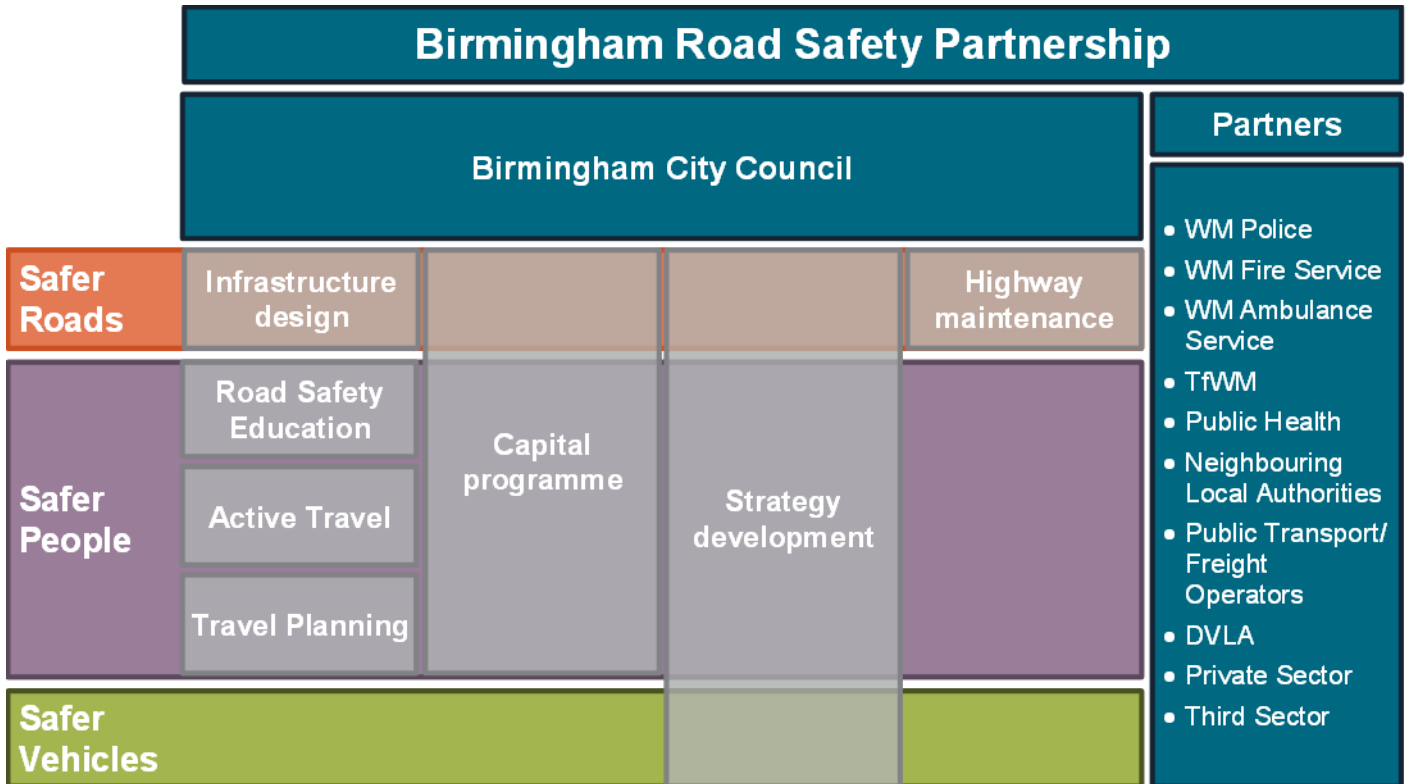 Birmingham Road Safety Partnership
Birmingham City Council
Partners
• WM Police
• WM Fire Service
• WM Ambulance
Service
• TfWM
• Public Health
• Neighbouring
Local Authorities
• Public Transport/
Freight
Operators
• DVLA
• Private Sector
• Third Sector
Safer
Roads
Infrastructure
design
Highway
maintenance
Safer
People
Road Safety
Education
Active Travel
Travel Planning
Capital
programme
Strategy
development
Safer
Vehicles